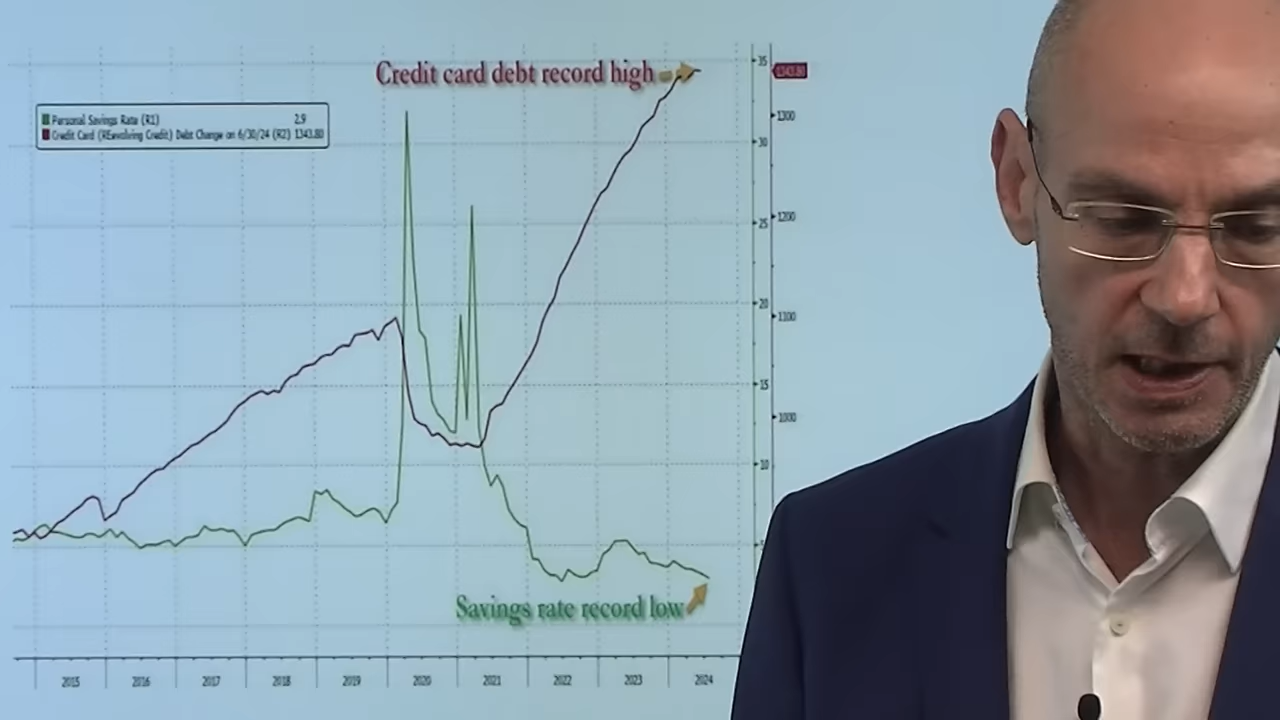 Credit card debt record high
Personal Savings Rate (R1) 2.9
Credit Card (REevolving Credit) Debt Change on 6/30/24 (R2) 1343.80
35
1343.80
1300
30
25
1200
20
1100
15
1000
10
5
Savings rate record low
2015 2016 2017 2018 2019 2020 2021 2022 2023 2024